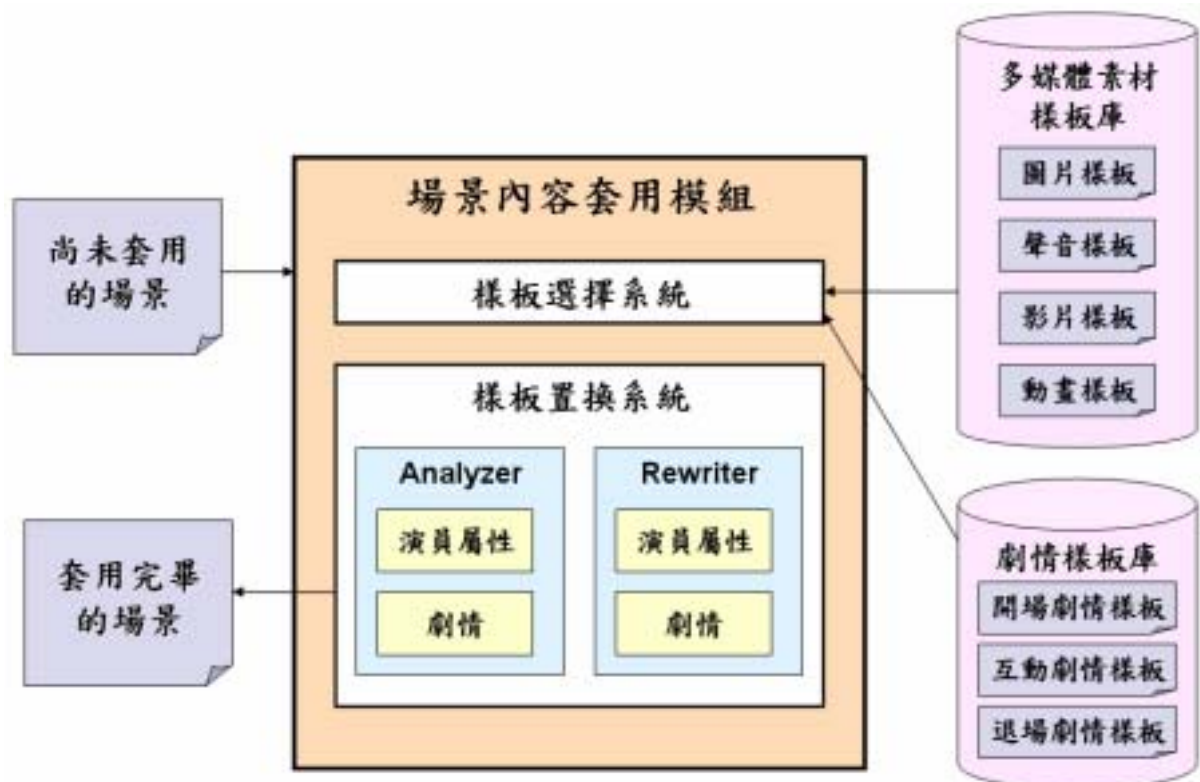 尚未套用
的場景
套用完畢
的場景
場景內容套用模組
樣板選擇系統
樣板置換系統
Analyzer
演員屬性
劇情
Rewriter
演員屬性
劇情
多媒體素材
樣板庫
圖片樣板
聲音樣板
影片樣板
動畫樣板
劇情樣板庫
開場劇情樣板
互動劇情樣板
退場劇情樣板